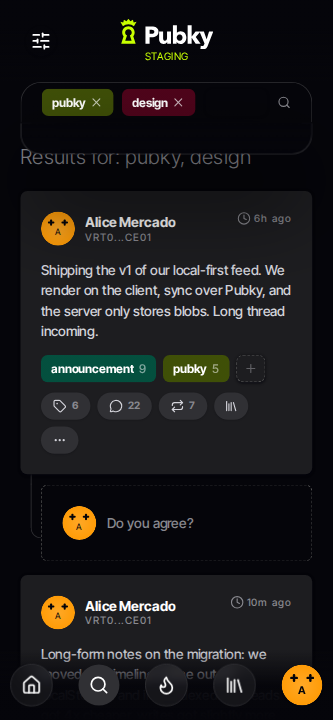 Pubky
STAGING
pubky
design
Results for: pubky, design
Alice Mercado
6h ago
VRT0...CE01
Shipping the v1 of our local-first feed. We
render on the client, sync over Pubky, and
the server only stores blobs. Long thread
incoming.
announcement 9
pubky 5
+
6
22
7
A
Do you agree?
A
Alice Mercado
10m ago
VRT0...CE01
Long-form notes on the migration: we
A